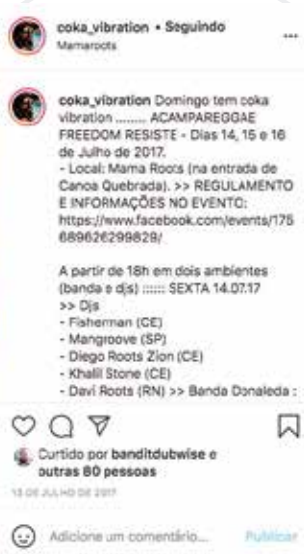 coka_vibration • Seguindo
Mamaroots
coka_vibration Domingo tem coka
vibration ........ ACAMPAREGGAE
FREEDOM RESISTE - Dias 14, 15 e 16
de Julho de 2017.
- Local: Mama Roots (na entrada de
Canoa Quebrada). >> REGULAMENTO
E INFORMAÇÕES NO EVENTO:
https://www.facebook.com/events/175
689626299829/
A partir de 18h em dois ambientes
(banda e djs) :::::: SEXTA 14.07.17
>> Djs
- Fisherman (CE)
- Mangroove (SP)
- Diego Roots Zion (CE)
- Khalil Stone (CE)
- Davi Roots (RN) >> Banda Donaleda :
Curtido por banditdubwise e
outras 80 pessoas
13 DE JULHO DE 2017
Adicione um comentário... Publicar